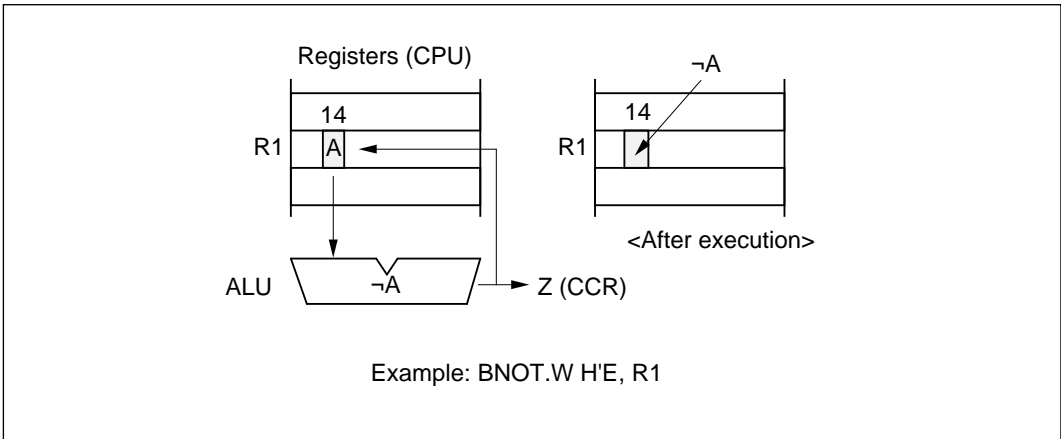 Registers (CPU)
14
R1
A
ALU
¬A
Z (CCR)
¬A
14
R1
<After execution>
Example: BNOT.W H'E, R1